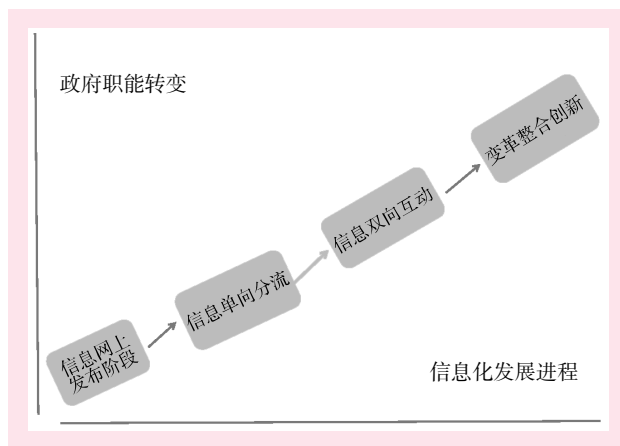 政府职能转变
变革整合创新
信息双向互动
信息单向分流
信息网上
发布阶段
信息化发展进程